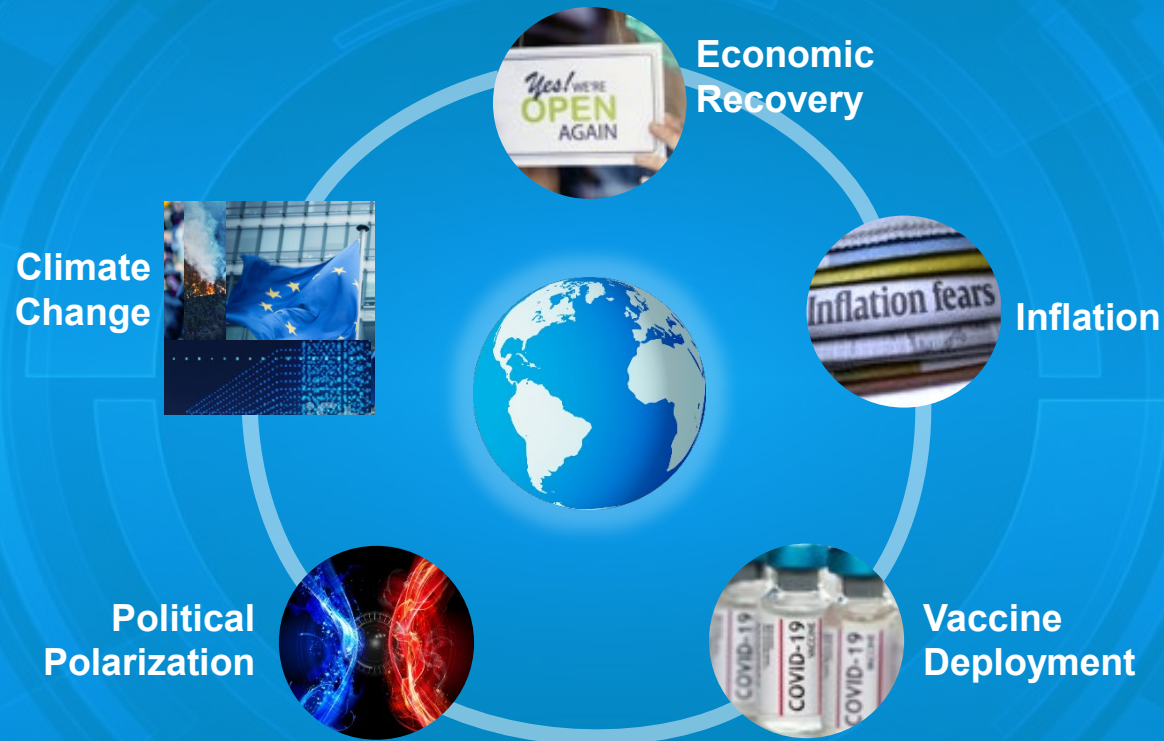 Economic
Recovery
Yes! WE'RE
OPEN
AGAIN
Climate
Change
Inflation fears
Inflation
Political
Polarization
COVID-19
COVID-19
VACCINE
COVID-19
Vaccine
Deployment